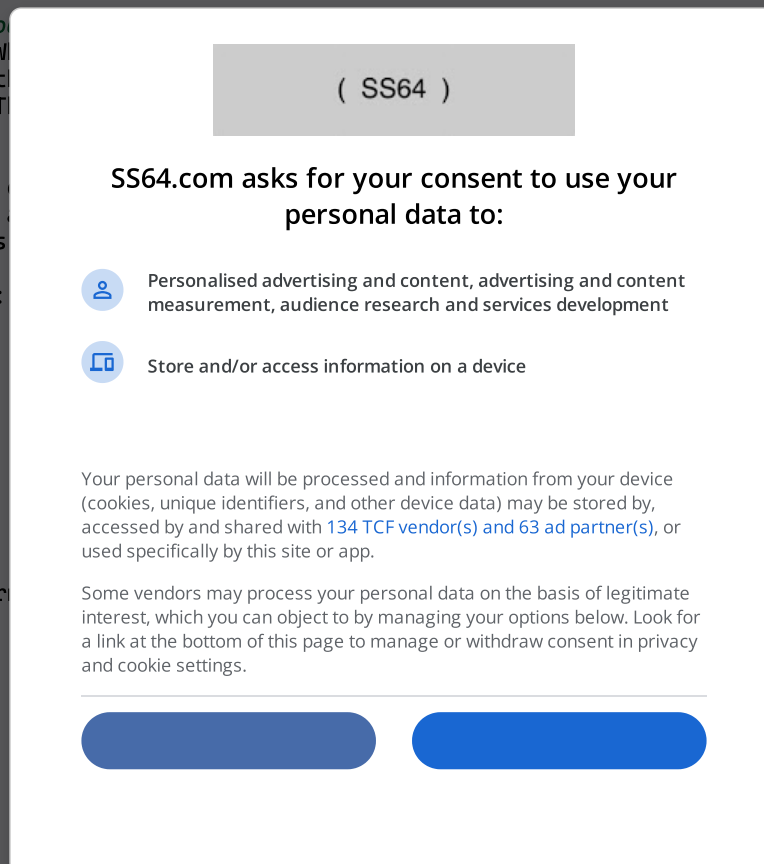 ( SS64 )
SS64.com asks for your consent to use your
personal data to:
Personalised advertising and content, advertising and content
measurement, audience research and services development
Store and/or access information on a device
Your personal data will be processed and information from your device
(cookies, unique identifiers, and other device data) may be stored by,
accessed by and shared with 134 TCF vendor(s) and 63 ad partner(s), or
used specifically by this site or app.
Some vendors may process your personal data on the basis of legitimate
interest, which you can object to by managing your options below. Look for
a link at the bottom of this page to manage or withdraw consent in privacy
and cookie settings.